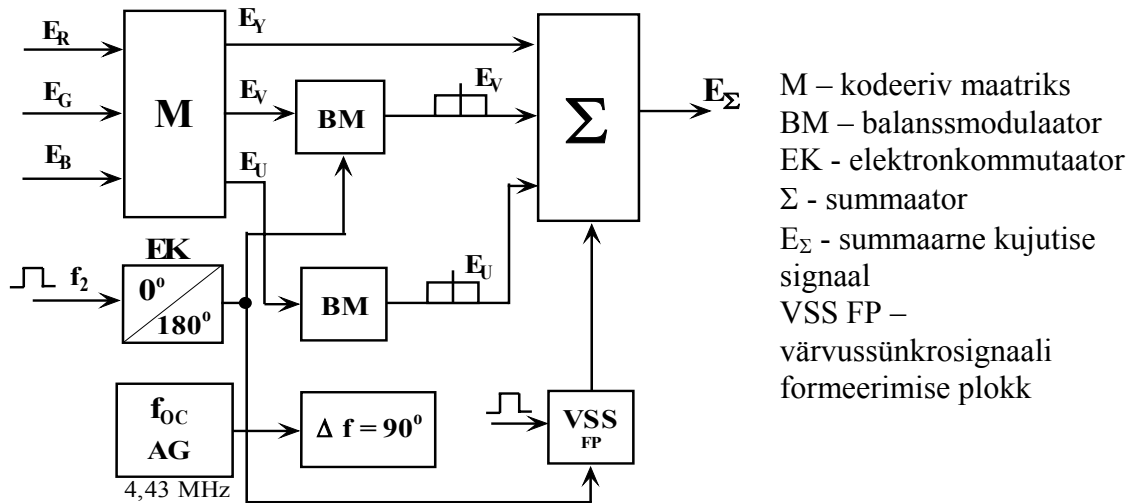 E_R
E_G
E_B
M
E_Y
E_V
E_U
BM
E_V
BM
E_U
Σ
E_Σ
EK
f_2
0°
180°
f_OC
AG
4,43 MHz
Δ f = 90°
VSS
FP
M – kodeeriv maatriks
BM – balanssmodulaator
EK - elektronkommutaator
Σ - summaator
E_Σ - summaarne kujutise
signaal
VSS FP –
värvussünkrosignaali
formeerimise plokk